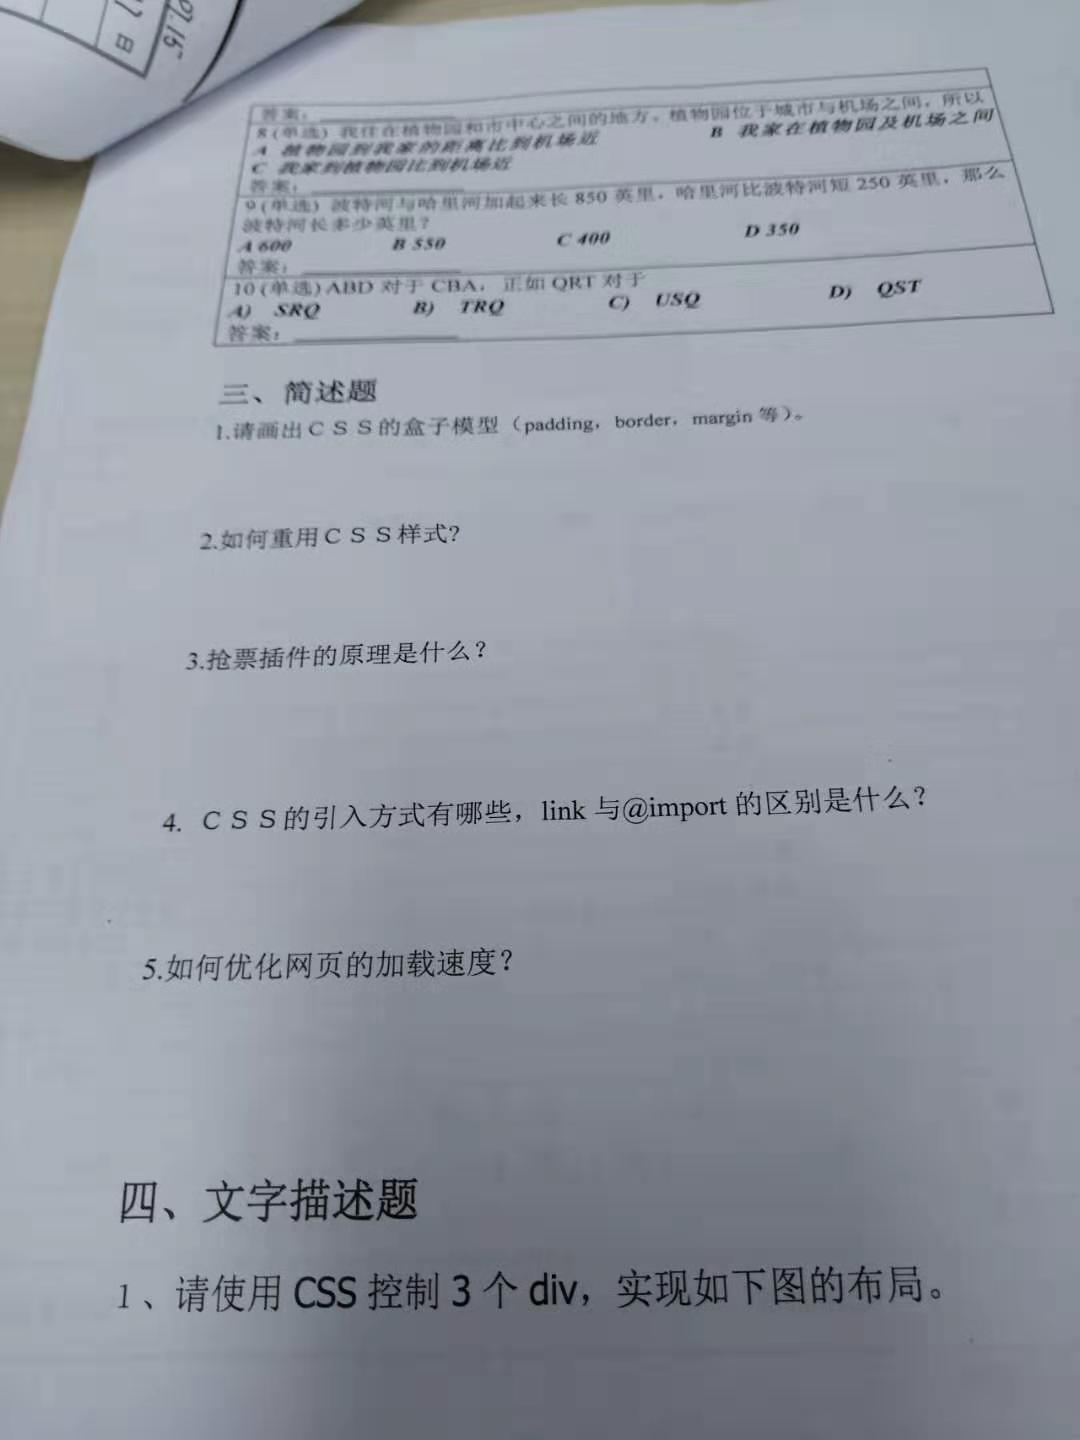 07.15
日
答案：
8(单选) 我住在植物园和市中心之间的地方。植物园位于城市与机场之间，所以
A 植物园到我家的距离比到机场近 B 我家在植物园及机场之间
C 我家到植物园比到机场近
答案：
9(单选) 波特河与哈里河加起来长 850 英里，哈里河比波特河短 250 英里，那么
波特河长多少英里？
A 600 B 550 C 400 D 350
答案：
10(单选) ABD 对于 CBA， 正如 QRT 对于
A) SRQ B) TRQ C) USQ D) QST
答案：
三、简述题
1.请画出ＣＳＳ的盒子模型（padding，border，margin 等）。
2.如何重用ＣＳＳ样式?
3.抢票插件的原理是什么？
4. ＣＳＳ的引入方式有哪些，link 与@import 的区别是什么？
5.如何优化网页的加载速度？
四、文字描述题
1、请使用 CSS 控制 3 个 div，实现如下图的布局。